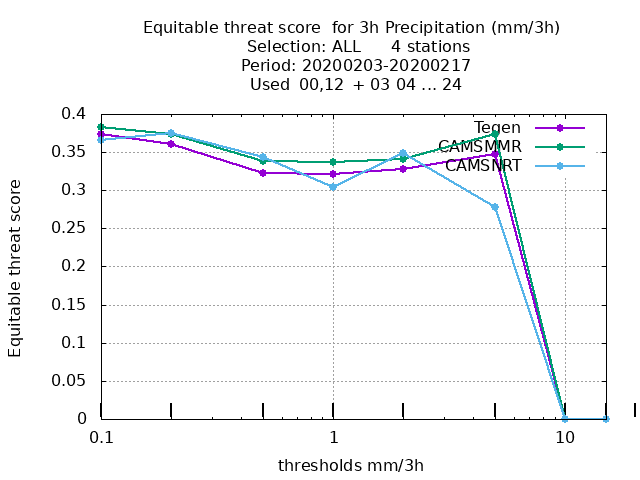 Equitable threat score  for 3h Precipitation (mm/3h)
Selection: ALL      4 stations
Period: 20200203-20200217
Used  00,12  + 03 04 ... 24
Tegen
CAMSMMR
CAMSNRT
0.4
0.35
0.3
0.25
0.2
0.15
0.1
0.05
0
Equitable threat score
0.1 1 10
thresholds mm/3h